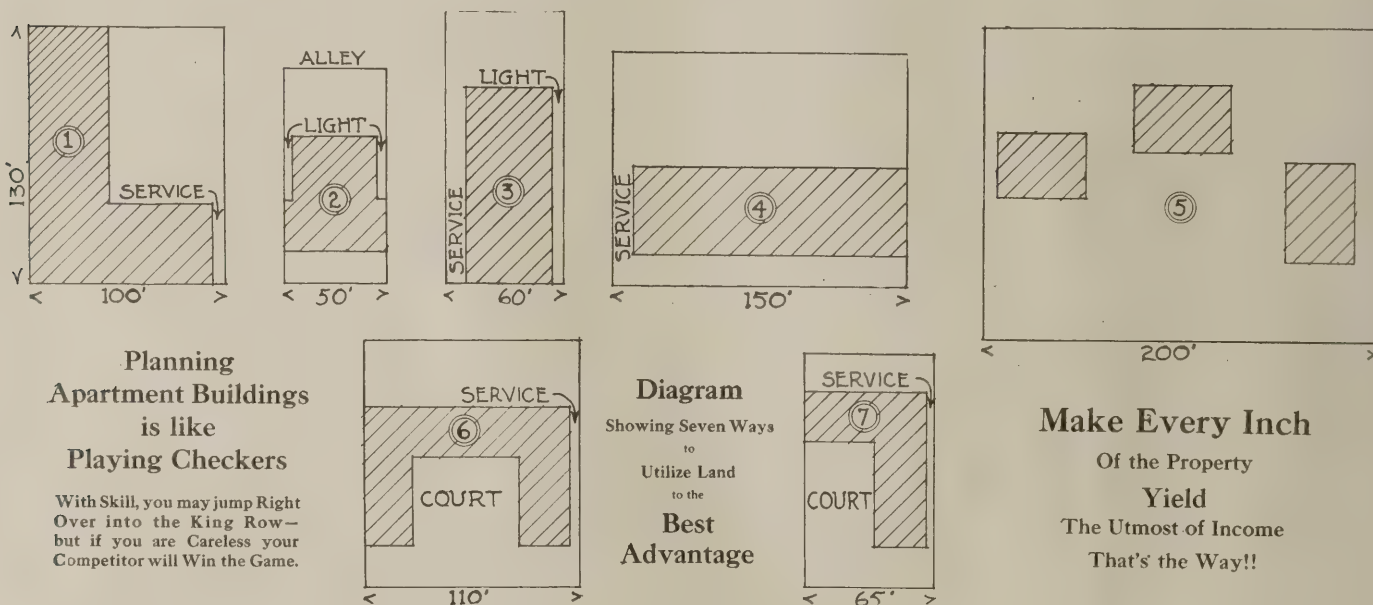 130'
1
SERVICE
100'
ALLEY
LIGHT
2
50'
LIGHT
SERVICE
3
60'
SERVICE
4
150'
5
200'
Planning
Apartment Buildings
is like
Playing Checkers
With Skill, you may jump Right
Over into the King Row—
but if you are Careless your
Competitor will Win the Game.
SERVICE
6
COURT
110'
Diagram
Showing Seven Ways
to
Utilize Land
to the
Best
Advantage
SERVICE
7
COURT
65'
Make Every Inch
Of the Property
Yield
The Utmost of Income
That's the Way!!